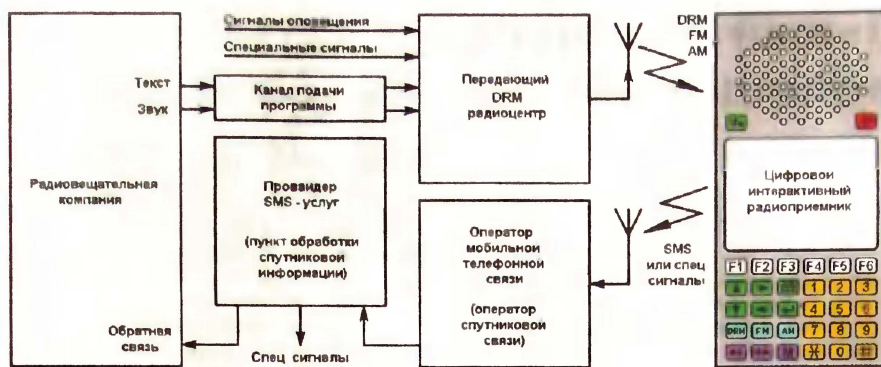 Сигналы оповещения
Специальные сигналы
Текст
Звук
Канал подачи
программы
Передающий
DRM
радиоцентр
DRM
FM
AM
Радиовещательная
компания
Провайдер
SMS - услуг
(пункт обработки
спутниковой
информации)
Оператор
мобильной
телефонной
связи
(оператор
спутниковой
связи)
SMS
или спец
сигналы
Цифровой
интерактивный
радиоприемник
Обратная
связь
Спец сигналы
F1 F2 F3 F4 F5 F6
1 2 3
4 5 6
DRM FM AM 7 8 9
0 #